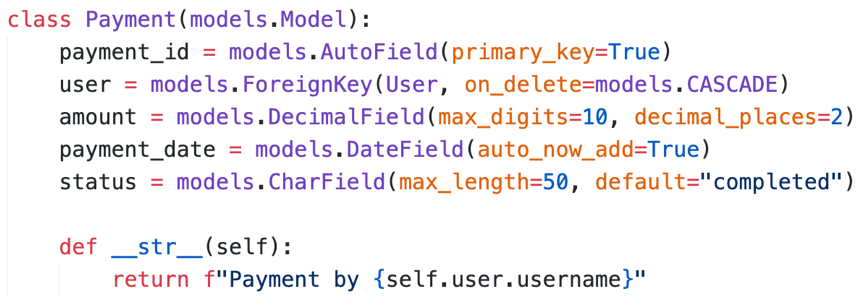 class Payment(models.Model):
    payment_id = models.AutoField(primary_key=True)
    user = models.ForeignKey(User, on_delete=models.CASCADE)
    amount = models.DecimalField(max_digits=10, decimal_places=2)
    payment_date = models.DateField(auto_now_add=True)
    status = models.CharField(max_length=50, default="completed")

    def __str__(self):
        return f"Payment by {self.user.username}"